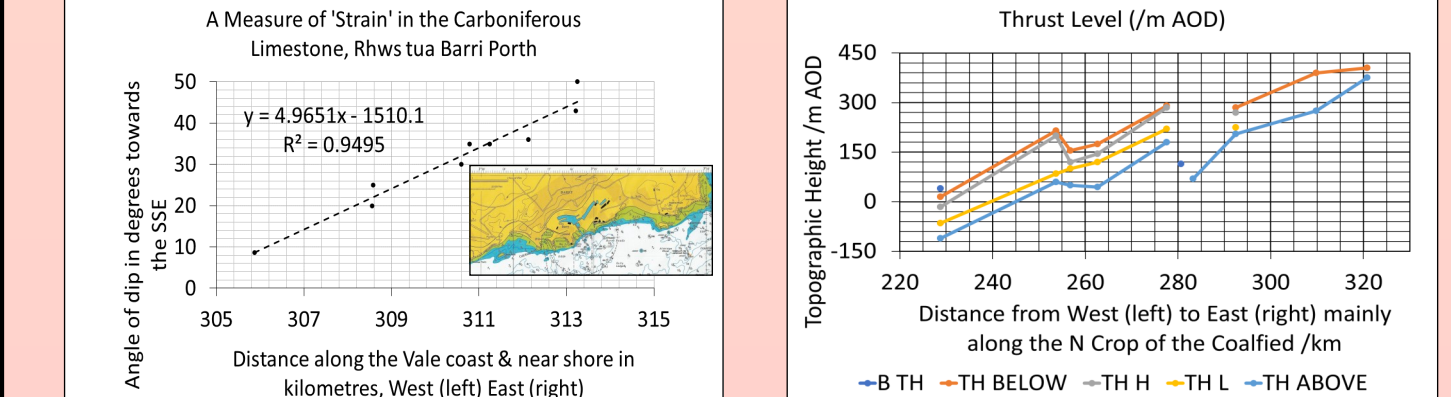 A Measure of 'Strain' in the Carboniferous
Limestone, Rhws tua Barri Porth
Angle of dip in degrees towards
the SSE
50
40
30
20
10
0
y = 4.9651x - 1510.1
R² = 0.9495
305 307 309 311 313 315
Distance along the Vale coast & near shore in
kilometres, West (left) East (right)
Thrust Level (/m AOD)
Topographic Height /m AOD
450
300
150
0
-150
220 240 260 280 300 320
Distance from West (left) to East (right) mainly
along the N Crop of the Coalfied /km
B TH TH BELOW TH H TH L TH ABOVE